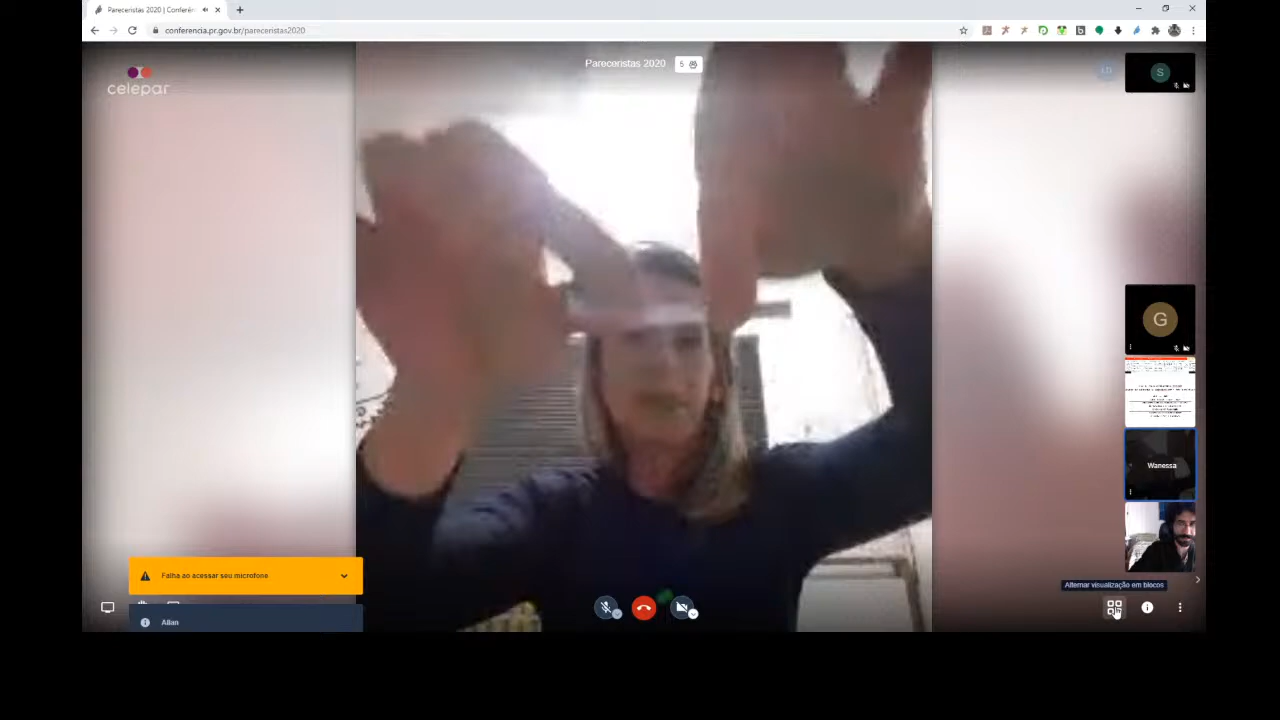 Pareceristas 2020 | Conferên
conferencia.pr.gov.br/pareceristas2020
celepar
Pareceristas 2020
5
S
G
Wanessa
Falha ao acessar seu microfone
Alternar visualização em blocos
Allan